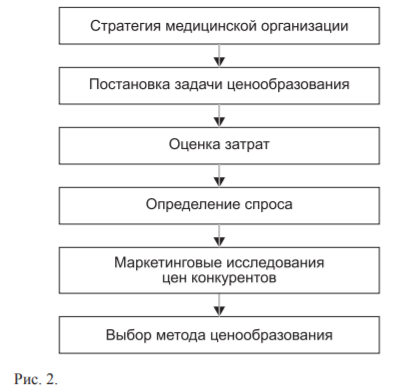 Стратегия медицинской организации
Постановка задачи ценообразования
Оценка затрат
Определение спроса
Маркетинговые исследования
цен конкурентов
Выбор метода ценообразования
Рис. 2.